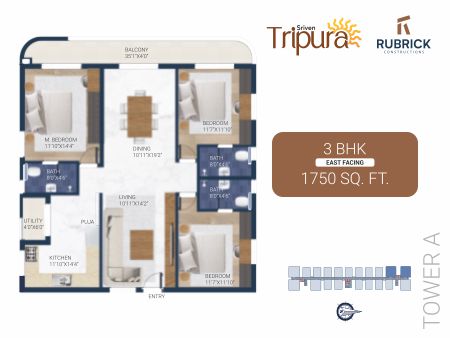 Sriven
Tripura
RUBRICK
CONSTRUCTIONS
BALCONY
35'1"X4'0"
M. BEDROOM
11'10"X14'4"
DINING
10'11"X19'3"
BEDROOM
11'7"X11'10"
BATH
8'0"X4'6"
BATH
8'0"X4'6"
BATH
8'0"X4'6"
UTILITY
4'0"X6'0"
PUJA
LIVING
10'11"X14'2"
KITCHEN
11'10"X14'4"
BEDROOM
11'7"X11'10"
ENTRY
3 BHK
EAST FACING
1750 SQ. FT.
TOWER A